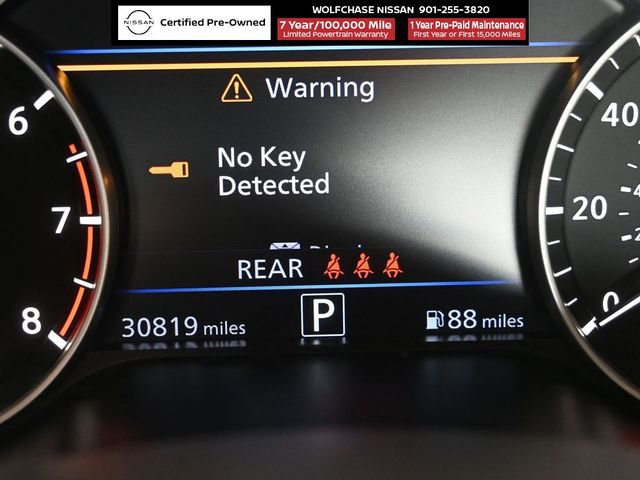 WOLFCHASE NISSAN 901-255-3820
NISSAN
Certified Pre-Owned
7 Year/100,000 Mile
Limited Powertrain Warranty
1 Year Pre-Paid Maintenance
First Year or First 15,000 Miles
Warning
No Key
Detected
REAR
30819 miles
P
88 miles
6
7
8
40
20
0
4
2